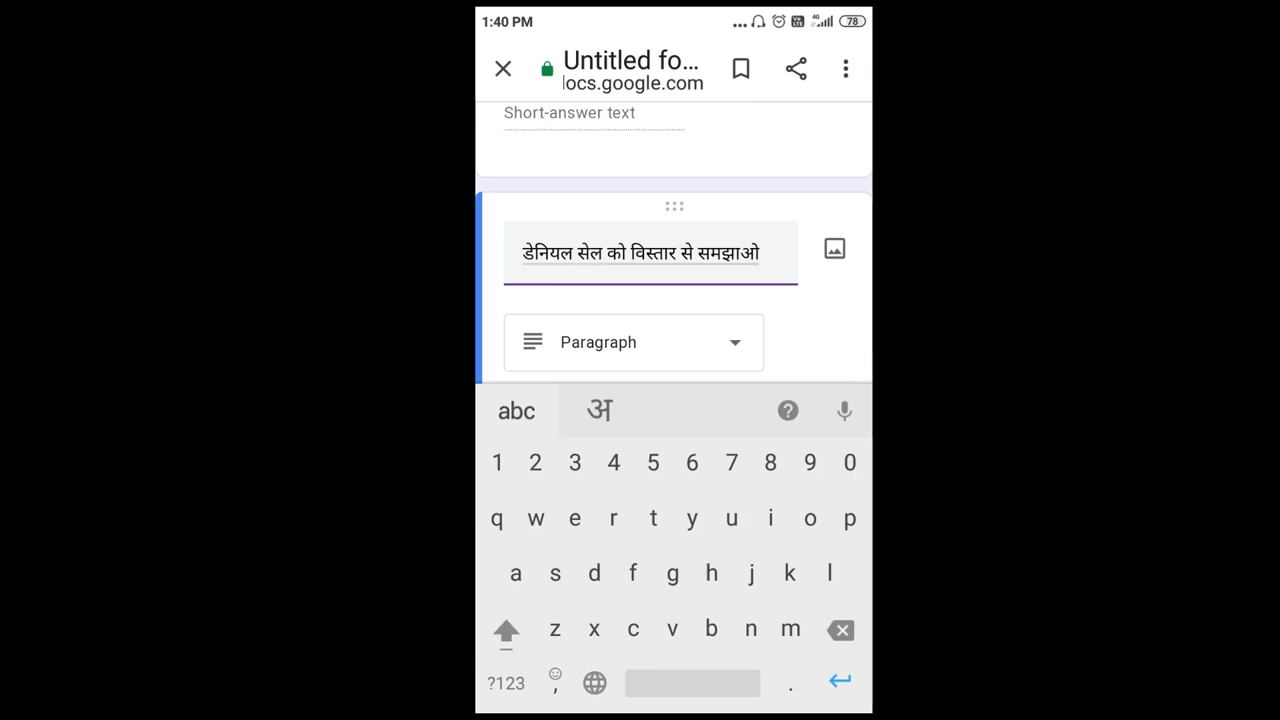 1:40 PM
4G
78
Untitled fo...
locs.google.com
Short-answer text
डेनियल सेल को विस्तार से समझाओ
Paragraph
abc अ
1 2 3 4 5 6 7 8 9 0
q w e r t y u i o p
a s d f g h j k l
z x c v b n m
?123 , .